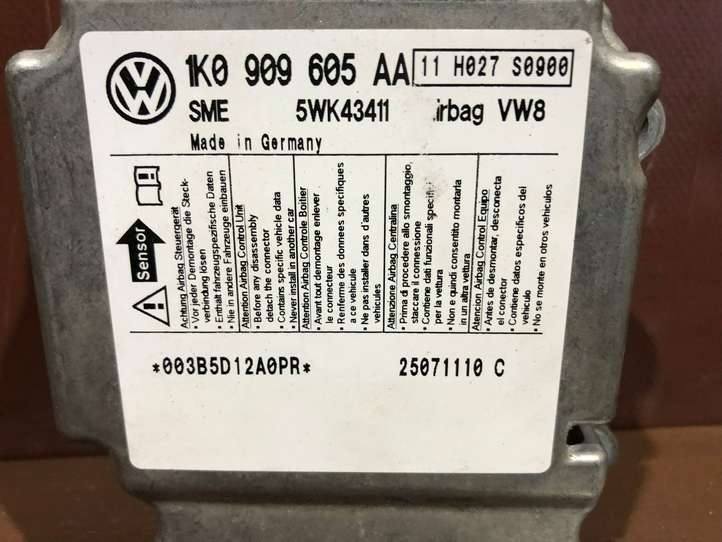 1K0 909 605 AA 11 H027 S0900
SME 5WK43411 irbag VW8
Made in Germany
Sensor
Achtung Airbag Steuergerät
• Vor jeder Demontage die Steck-
verbindung lösen
• Enthält fahrzeugspezifische Daten
• Nie in andere Fahrzeuge einbauen
Attention Airbag Control Unit
• Before any disassembly
detach the connector
• Contains specific vehicle data
• Never install in another car
Attention Airbag Controle Boitier
• Avant tout demontage enlever
le connecteur
• Renferme des donnees specifiques
a ce vehicule
• Ne pas installer dans d'autres
vehicules
Attenzione Airbag Centralina
• Prima di procedere allo smontaggio,
staccare il connessione
• Contiene dati funzionali specifici
per la vettura
• Non e quindi consentito montarla
in un altra vettura
Atencion Airbag Control Equipo
• Antes de desmontar, desconecta
el conector
• Contiene datos especificos del
vehiculo
• No se monte en otros vehiculos
*003B5D12A0PR* 25071110 C